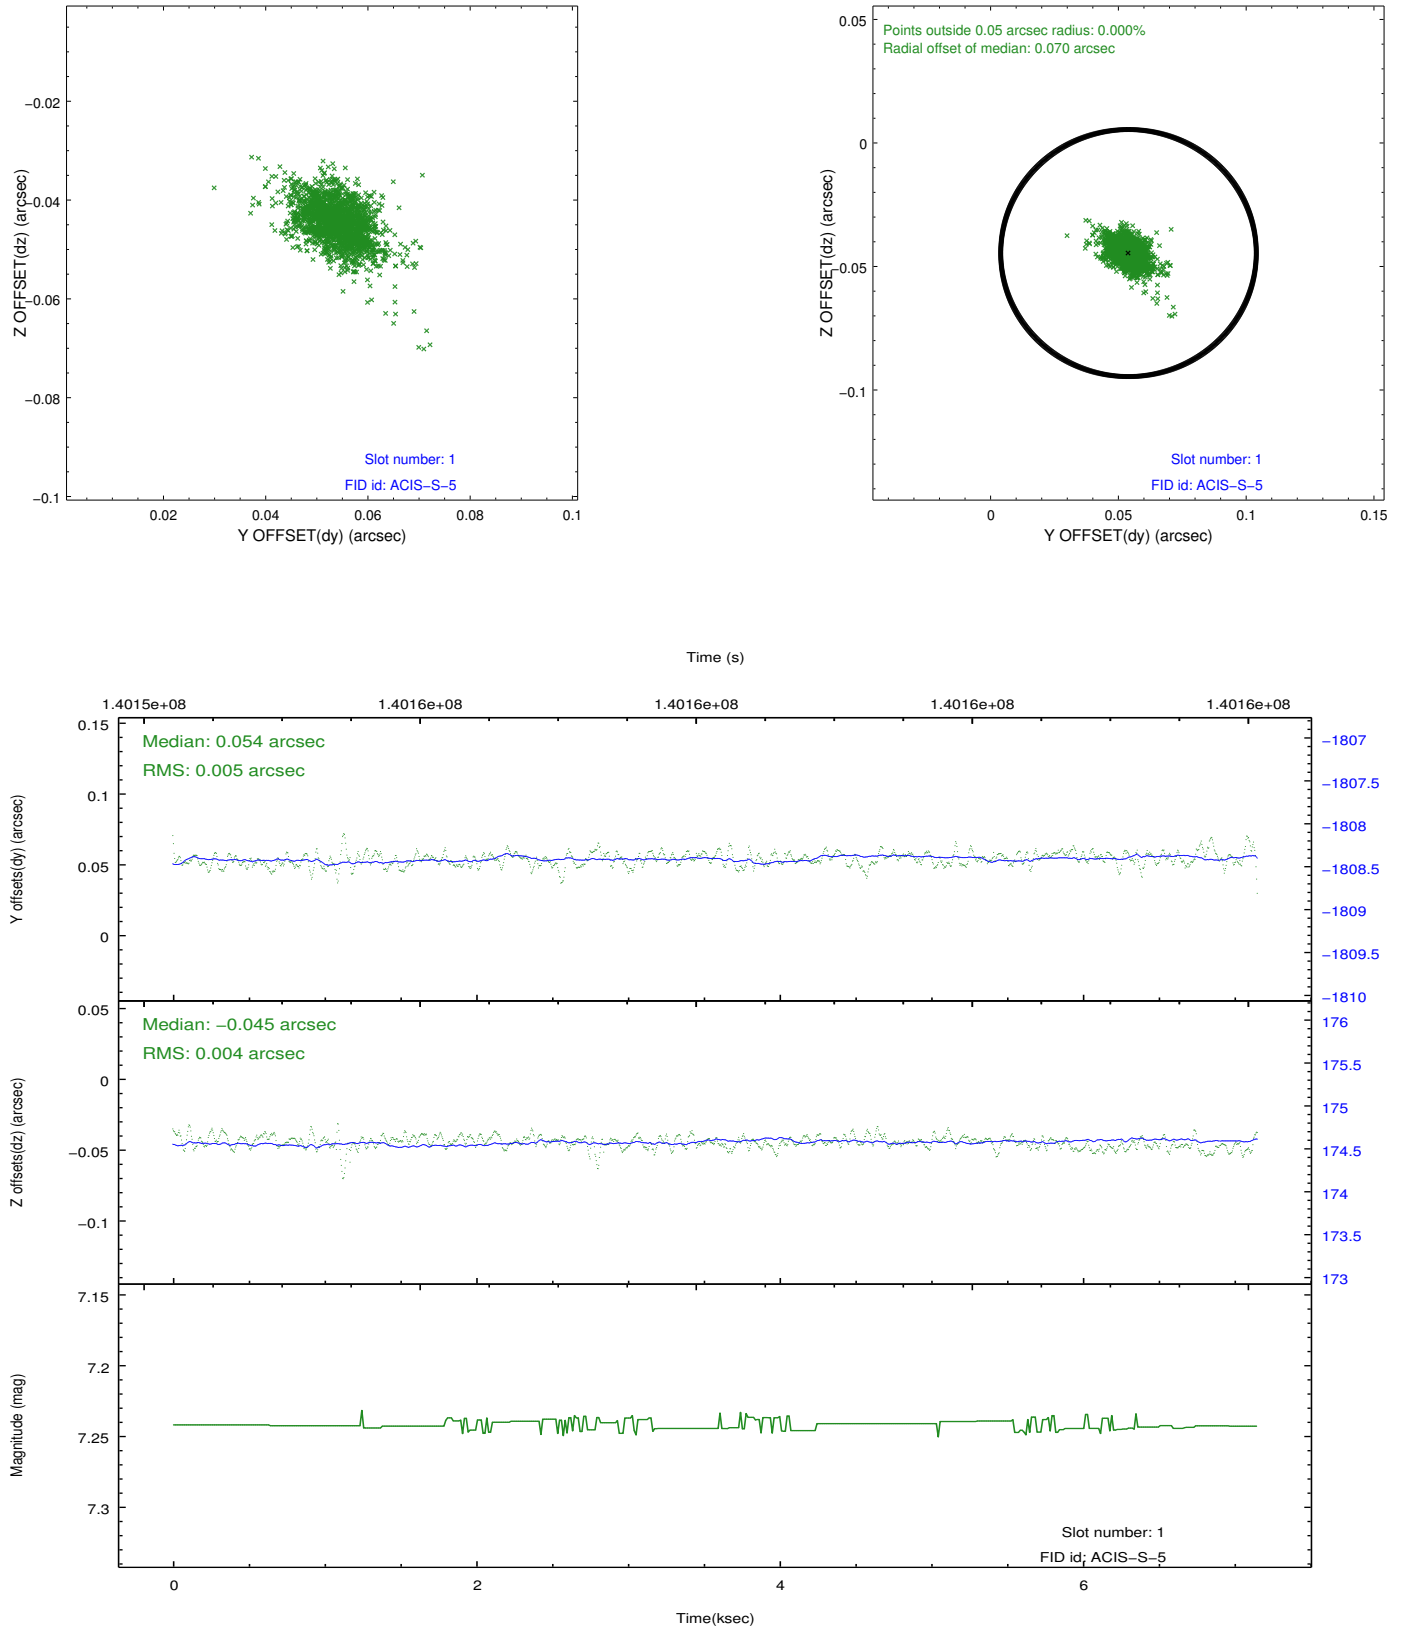 −0.02
−0.04
−0.06
−0.08
−0.1
Z OFFSET(dz) (arcsec)
Slot number: 1
FID id: ACIS−S−5
0.02
0.04
0.06
0.08
0.1
Y OFFSET(dy) (arcsec)
Points outside 0.05 arcsec radius: 0.000%
Radial offset of median: 0.070 arcsec
0.05
0
−0.05
−0.1
Z OFFSET(dz) (arcsec)
Slot number: 1
FID id: ACIS−S−5
0
0.05
0.1
0.15
Y OFFSET(dy) (arcsec)
Time (s)
1.4015e+08
1.4016e+08
1.4016e+08
1.4016e+08
1.4016e+08
Median: 0.054 arcsec
RMS: 0.005 arcsec
0.15
0.1
0.05
0
Y offsets(dy) (arcsec)
−1807
−1807.5
−1808
−1808.5
−1809
−1809.5
−1810
Median: −0.045 arcsec
RMS: 0.004 arcsec
0.05
0
−0.05
−0.1
Z offsets(dz) (arcsec)
176
175.5
175
174.5
174
173.5
173
7.15
7.2
7.25
7.3
Magnitude (mag)
Slot number: 1
FID id: ACIS−S−5
0
2
4
6
Time(ksec)